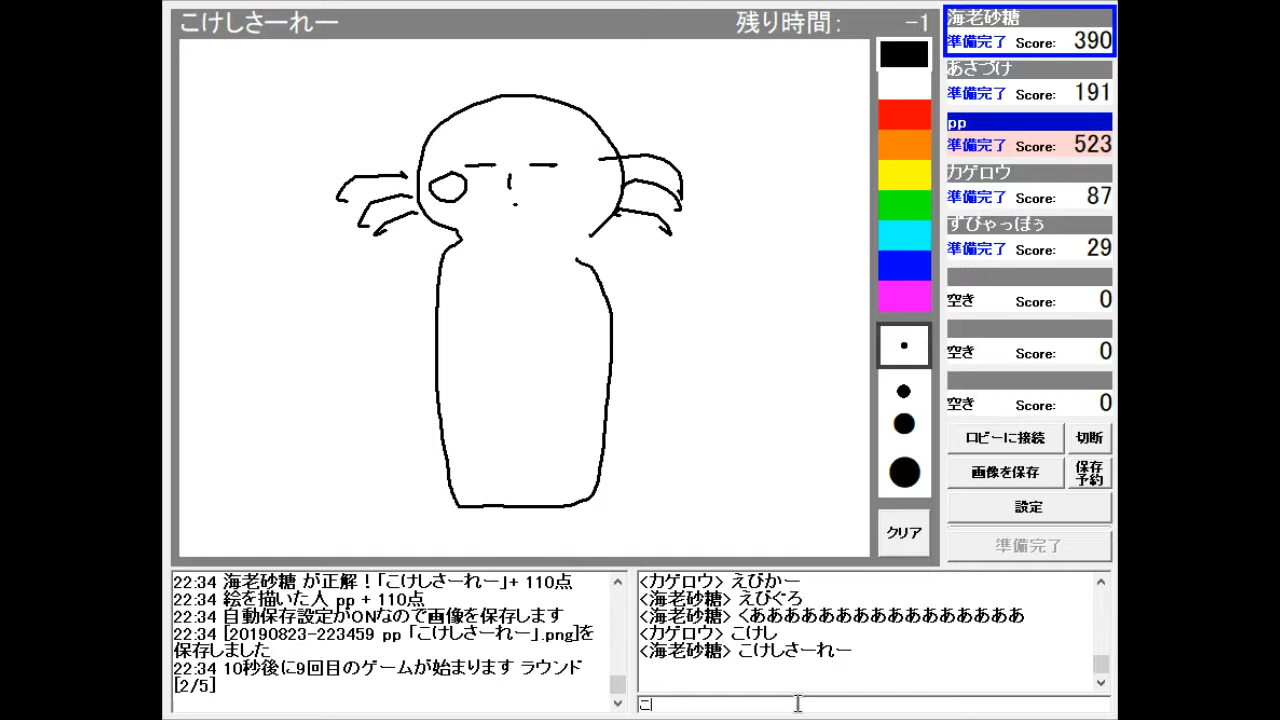 こけしさーれー
残り時間: -1
海老砂糖
準備完了 Score: 390
あさづけ
準備完了 Score: 191
pp
準備完了 Score: 523
カゲロウ
準備完了 Score: 87
ずびゃっぽぅ
準備完了 Score: 29
空き Score: 0
空き Score: 0
空き Score: 0
ロビーに接続 切断
画像を保存 保存予約
設定
準備完了
クリア
22:34 海老砂糖 が正解!「こけしさーれー」+ 110点
22:34 絵を描いた人 pp + 110点
22:34 自動保存設定がONなので画像を保存します
22:34 [20190823-223459 pp 「こけしさーれー」.png]を
保存しました
22:34 10秒後に9回目のゲームが始まります ラウンド
[2/5]
<カゲロウ> えびかー
<海老砂糖> えびぐろ
<海老砂糖> くああああああああああああああああ
<カゲロウ> こけし
<海老砂糖> こけしさーれー
こ